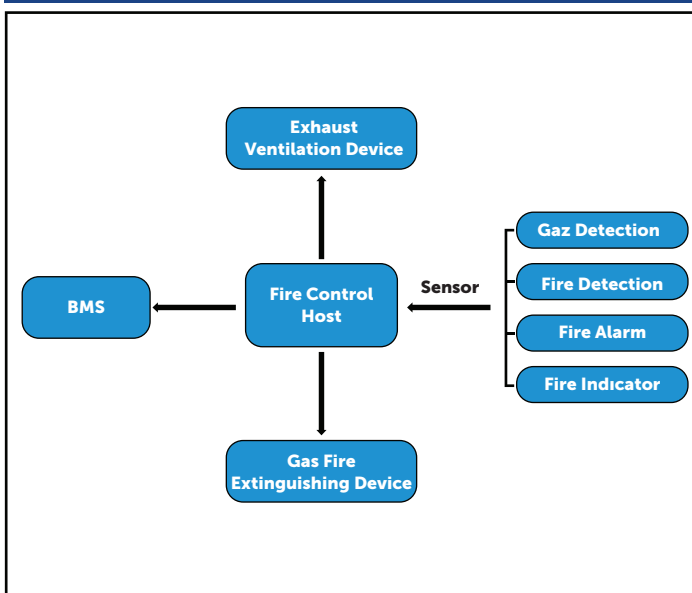 Exhaust
Ventilation Device
Gaz Detection
Fire Detection
Sensor
BMS
Fire Control
Host
Fire Alarm
Fire Indıcator
Gas Fire
Extinguishing Device